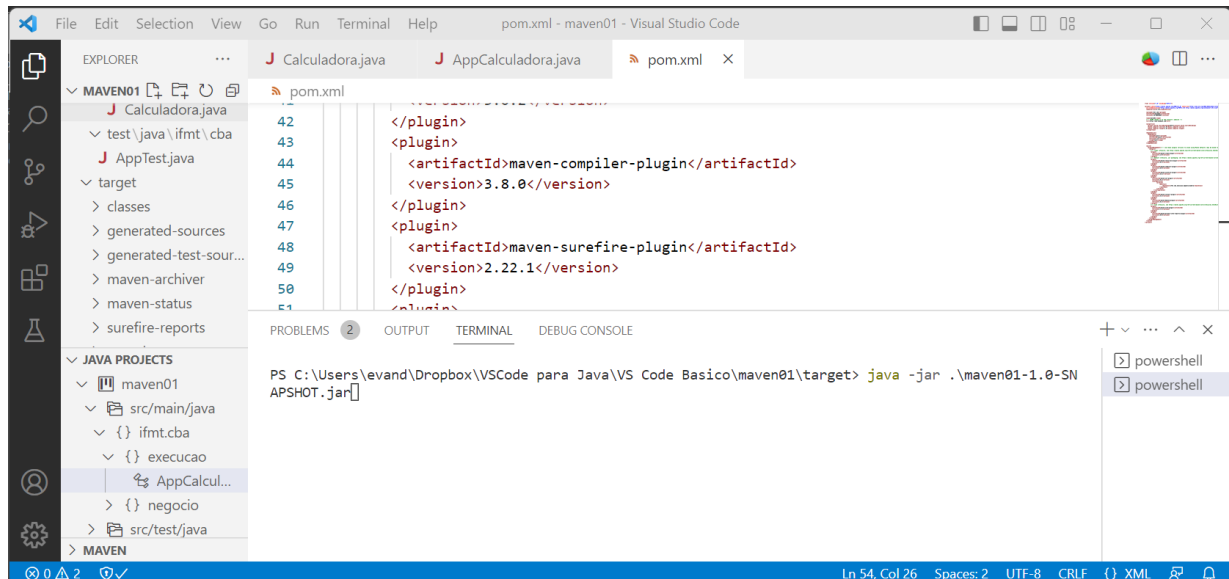 File Edit Selection View Go Run Terminal Help pom.xml - maven01 - Visual Studio Code
EXPLORER
MAVEN01
Calculadora.java
test\java\ifmt\cba
AppTest.java
target
classes
generated-sources
generated-test-sour...
maven-archiver
maven-status
surefire-reports
JAVA PROJECTS
maven01
src/main/java
{} ifmt.cba
{} execucao
AppCalcul...
{} negocio
src/test/java
MAVEN
J Calculadora.java J AppCalculadora.java pom.xml
pom.xml
42 </plugin>
43 <plugin>
44 <artifactId>maven-compiler-plugin</artifactId>
45 <version>3.8.0</version>
46 </plugin>
47 <plugin>
48 <artifactId>maven-surefire-plugin</artifactId>
49 <version>2.22.1</version>
50 </plugin>
51 <plugin>
PROBLEMS 2 OUTPUT TERMINAL DEBUG CONSOLE
PS C:\Users\evand\Dropbox\VSCode para Java\VS Code Basico\maven01\target> java -jar .\maven01-1.0-SN
APSHOT.jar
powershell
powershell
0 2 Ln 54, Col 26 Spaces: 2 UTF-8 CRLF {} XML